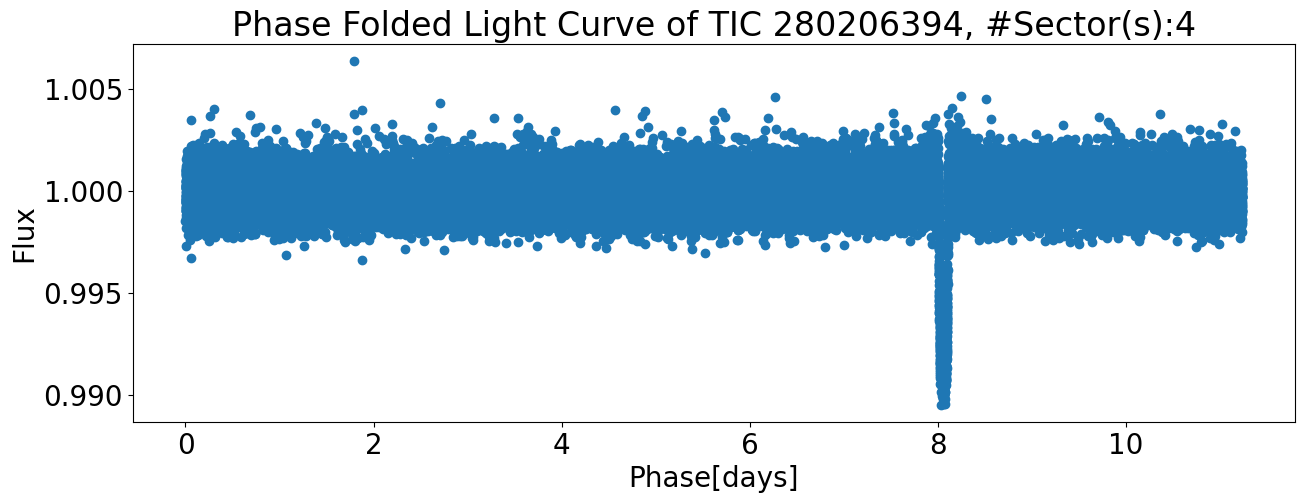 Phase Folded Light Curve of TIC 280206394, #Sector(s):4
1.005
1.000
0.995
0.990
Flux
0 2 4 6 8 10
Phase[days]